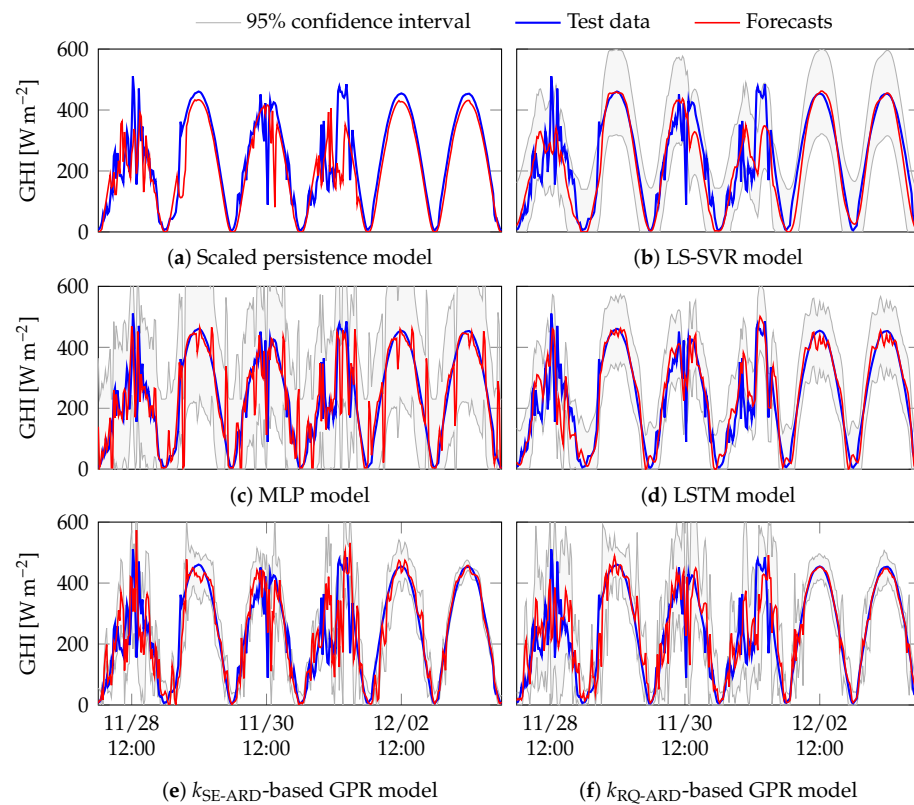 95% confidence interval Test data Forecasts
600
400
200
0
GHI [W m−2]
(a) Scaled persistence model
(b) LS-SVR model
600
400
200
0
GHI [W m−2]
(c) MLP model
(d) LSTM model
600
400
200
0
GHI [W m−2]
11/28 11/30 12/02 11/28 11/30 12/02
12:00 12:00 12:00 12:00 12:00 12:00
(e) kSE-ARD-based GPR model
(f) kRQ-ARD-based GPR model